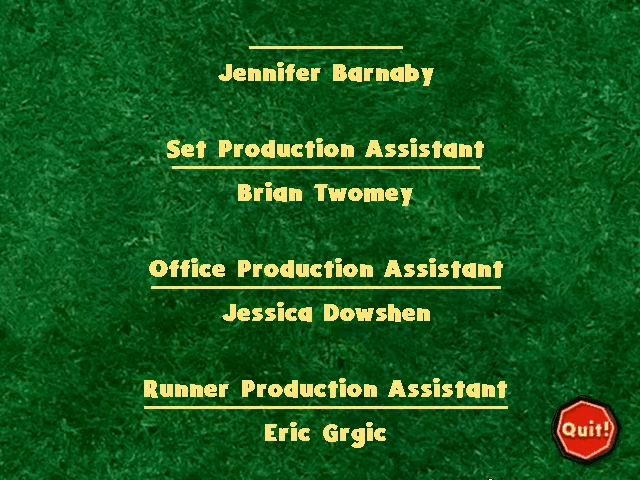 Jennifer Barnaby
Set Production Assistant
Brian Twomey
Office Production Assistant
Jessica Dowshen
Runner Production Assistant
Eric Grgic
Quit!